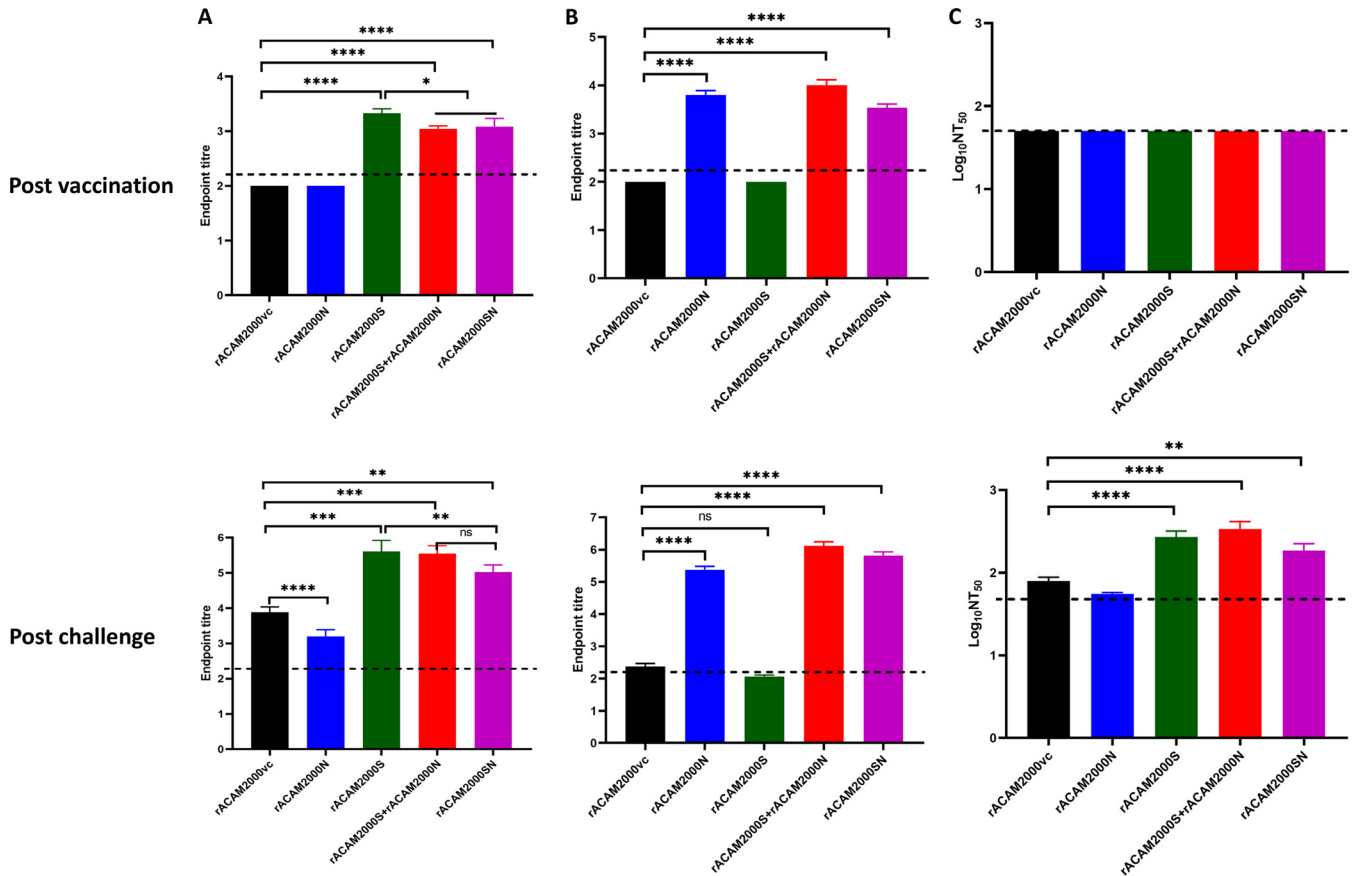 A
B
C
Post vaccination
****
****
****
*
Endpoint titre
4
3
2
1
0
rACAM2000vc
rACAM2000N
rACAM2000S
rACAM2000S+rACAM2000N
rACAM2000SN
****
****
****
Endpoint titre
5
4
3
2
1
0
rACAM2000vc
rACAM2000N
rACAM2000S
rACAM2000S+rACAM2000N
rACAM2000SN
Log10NT50
3
2
1
0
rACAM2000vc
rACAM2000N
rACAM2000S
rACAM2000S+rACAM2000N
rACAM2000SN
Post challenge
**
***
***
**
ns
****
Endpoint titre
6
5
4
3
2
1
0
rACAM2000vc
rACAM2000N
rACAM2000S
rACAM2000S+rACAM2000N
rACAM2000SN
****
****
ns
****
Endpoint titre
7
6
5
4
3
2
1
0
rACAM2000vc
rACAM2000N
rACAM2000S
rACAM2000S+rACAM2000N
rACAM2000SN
**
****
****
Log10NT50
3
2
1
0
rACAM2000vc
rACAM2000N
rACAM2000S
rACAM2000S+rACAM2000N
rACAM2000SN